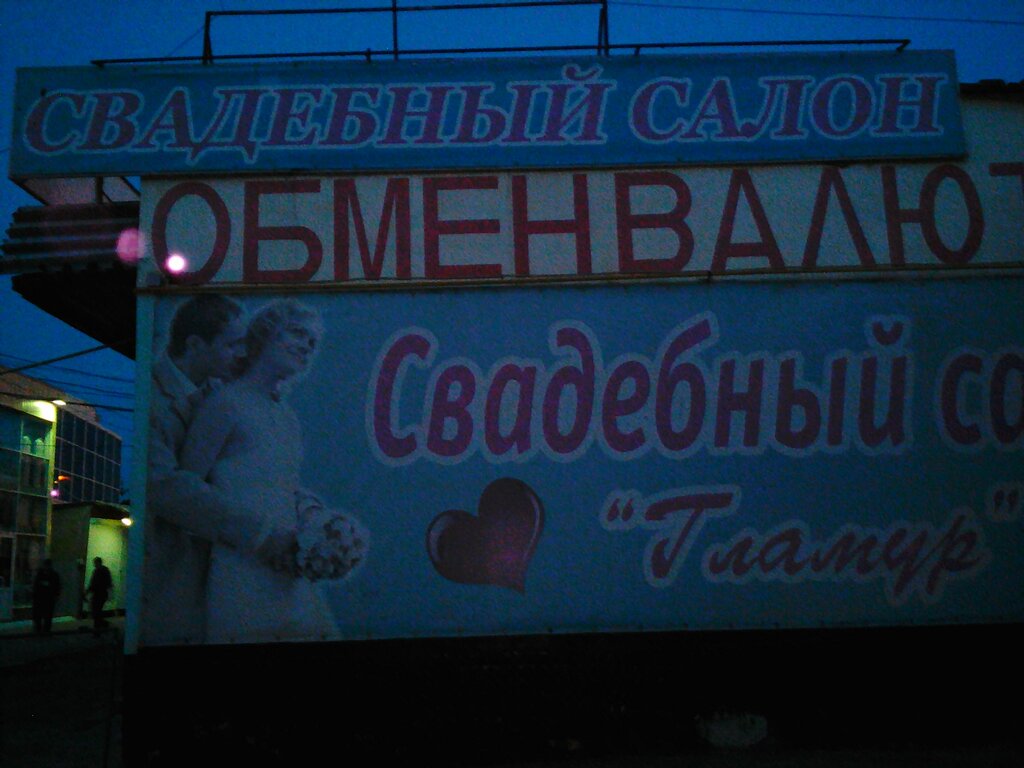 СВАДЕБНЫЙ САЛОН
ОБМЕНВАЛЮТ
Свадебный са
"Гламур"